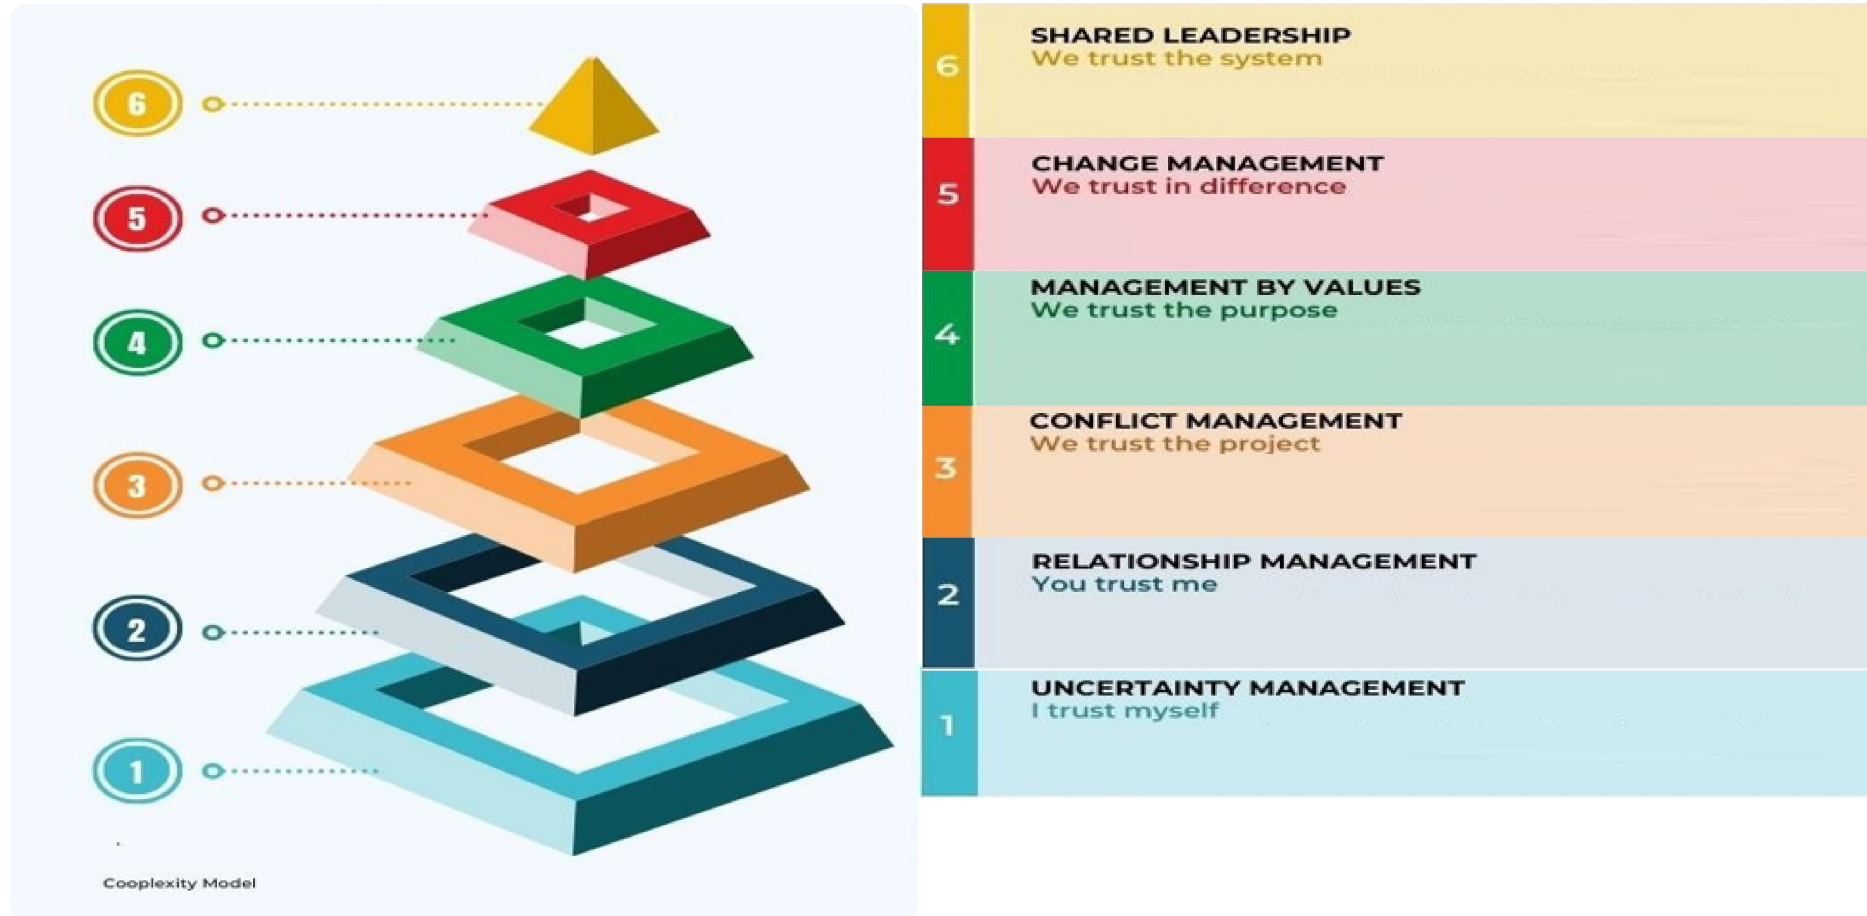 6
5
4
3
2
1
Cooplexity Model
6
SHARED LEADERSHIP
We trust the system
5
CHANGE MANAGEMENT
We trust in difference
4
MANAGEMENT BY VALUES
We trust the purpose
3
CONFLICT MANAGEMENT
We trust the project
2
RELATIONSHIP MANAGEMENT
You trust me
1
UNCERTAINTY MANAGEMENT
I trust myself